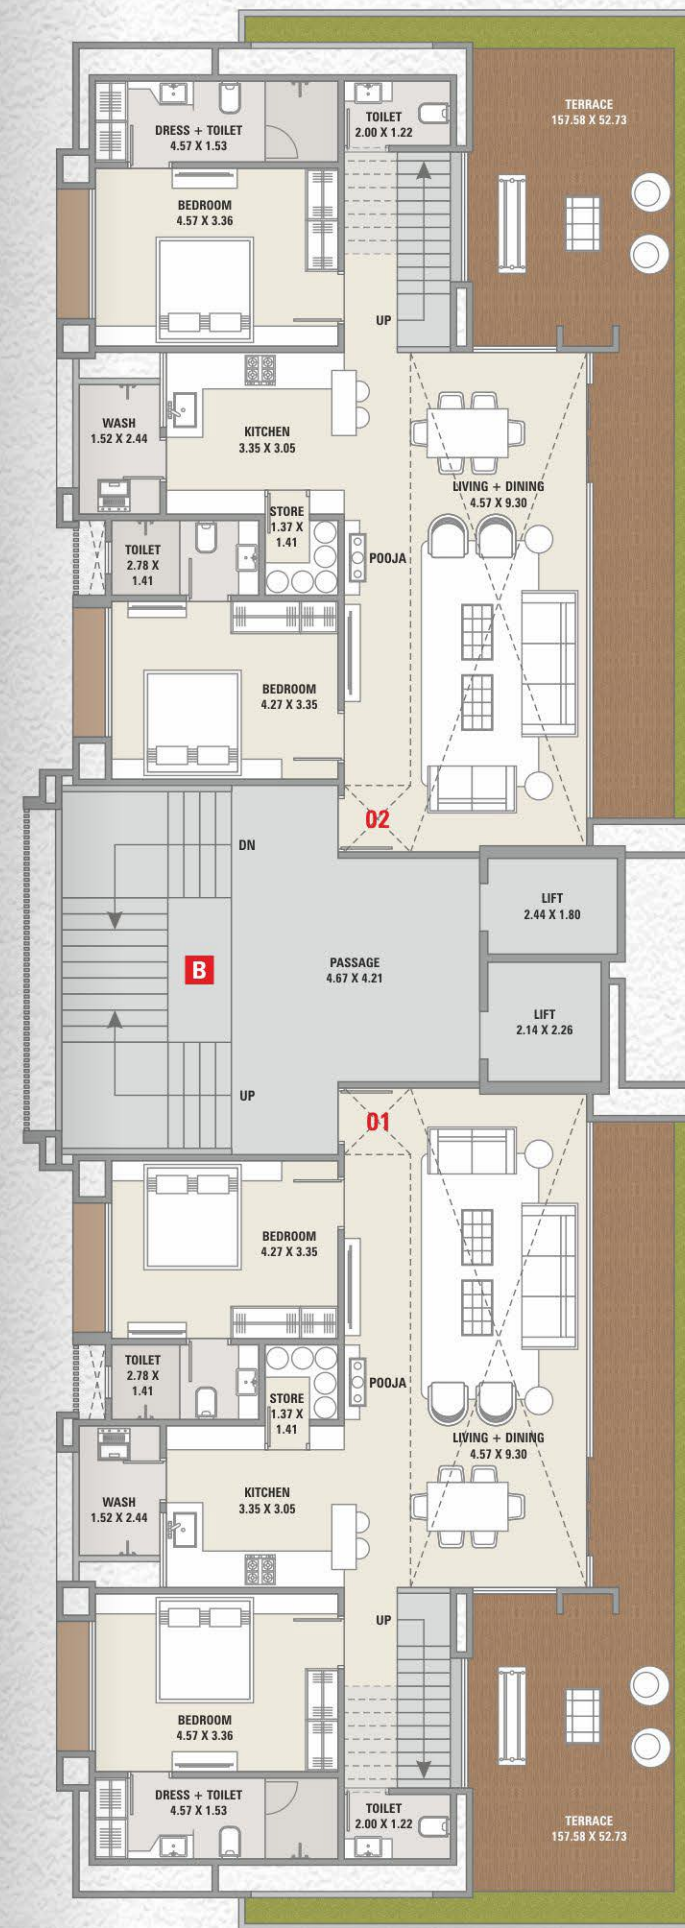 TERRACE
157.58 X 52.73
TOILET
2.00 X 1.22
DRESS + TOILET
4.57 X 1.53
BEDROOM
4.57 X 3.36
UP
WASH
1.52 X 2.44
KITCHEN
3.35 X 3.05
LIVING + DINING
4.57 X 9.30
STORE
1.37 X
1.41
TOILET
2.78 X
1.41
POOJA
BEDROOM
4.27 X 3.35
02
DN
LIFT
2.44 X 1.80
B
PASSAGE
4.67 X 4.21
LIFT
2.14 X 2.26
UP
01
BEDROOM
4.27 X 3.35
TOILET
2.78 X
1.41
POOJA
STORE
1.37 X
1.41
LIVING + DINING
4.57 X 9.30
KITCHEN
3.35 X 3.05
WASH
1.52 X 2.44
UP
BEDROOM
4.57 X 3.36
DRESS + TOILET
4.57 X 1.53
TOILET
2.00 X 1.22
TERRACE
157.58 X 52.73